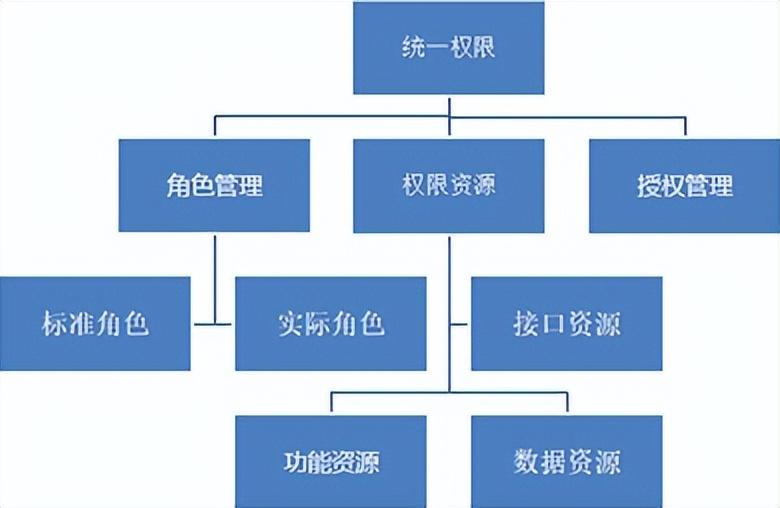 统一权限
角色管理
权限资源
授权管理
标准角色
实际角色
接口资源
功能资源
数据资源